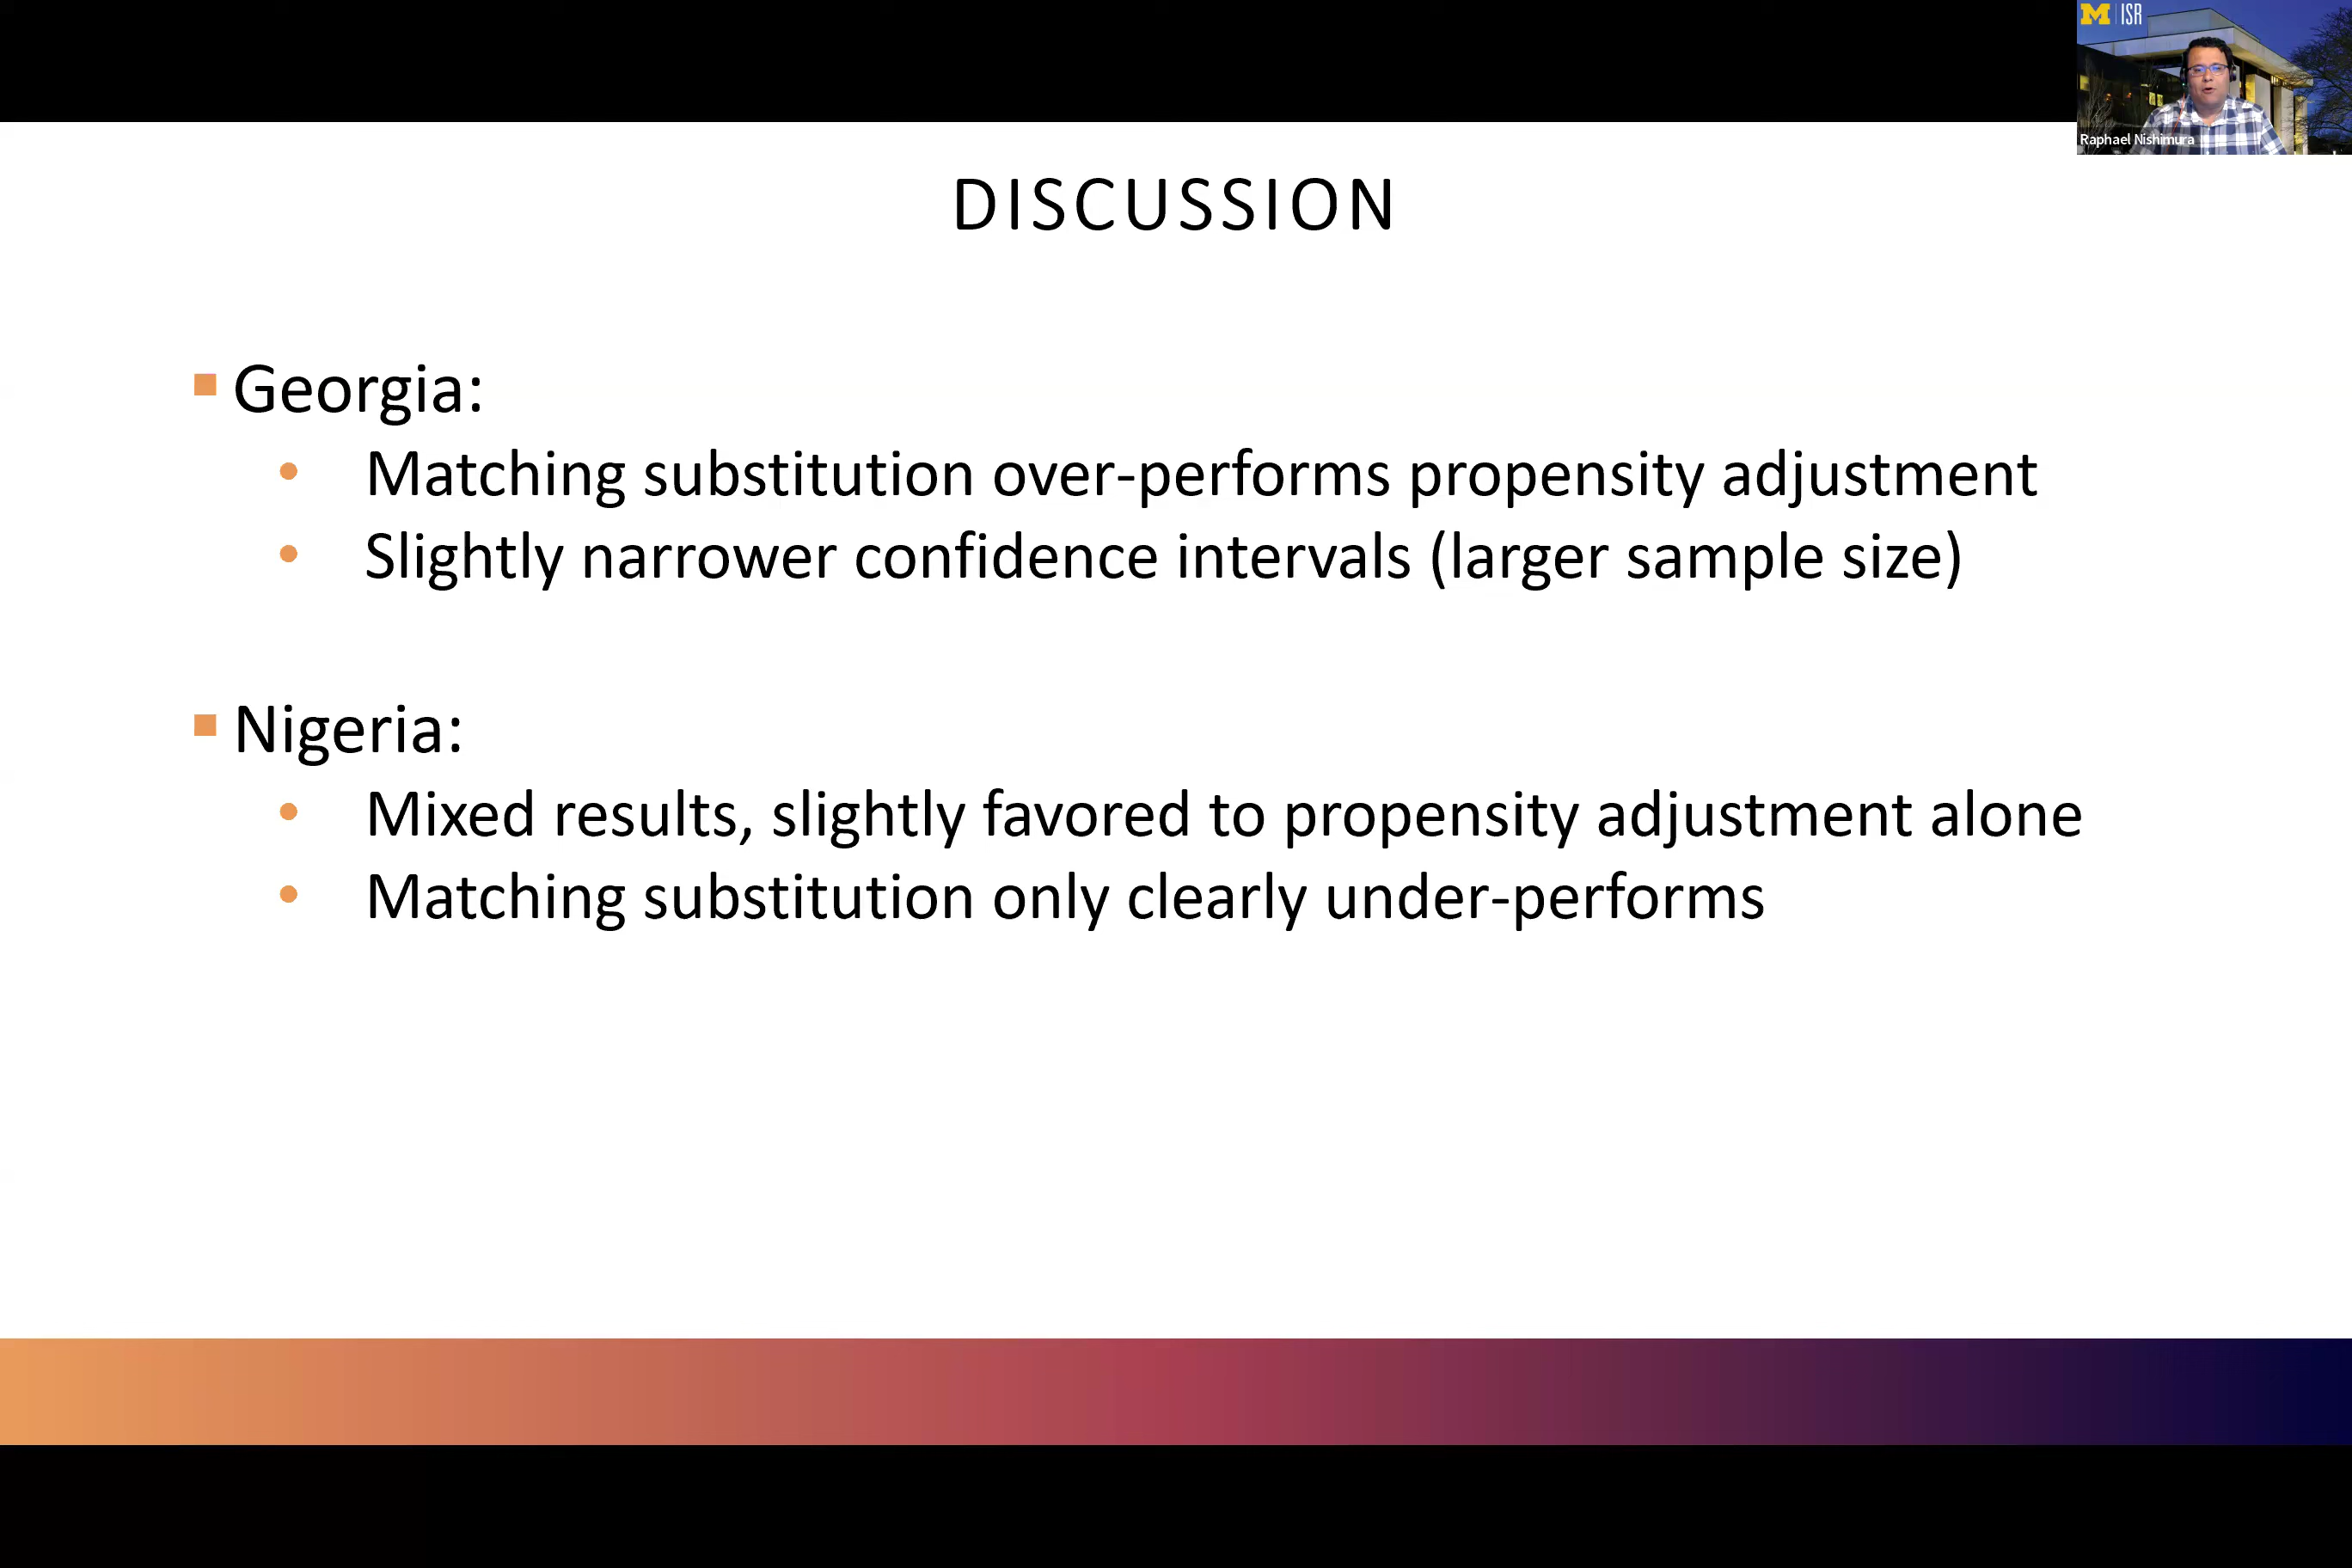 M | ISR
Raphael Nishimura
DISCUSSION
Georgia:
Matching substitution over-performs propensity adjustment
Slightly narrower confidence intervals (larger sample size)
Nigeria:
Mixed results, slightly favored to propensity adjustment alone
Matching substitution only clearly under-performs